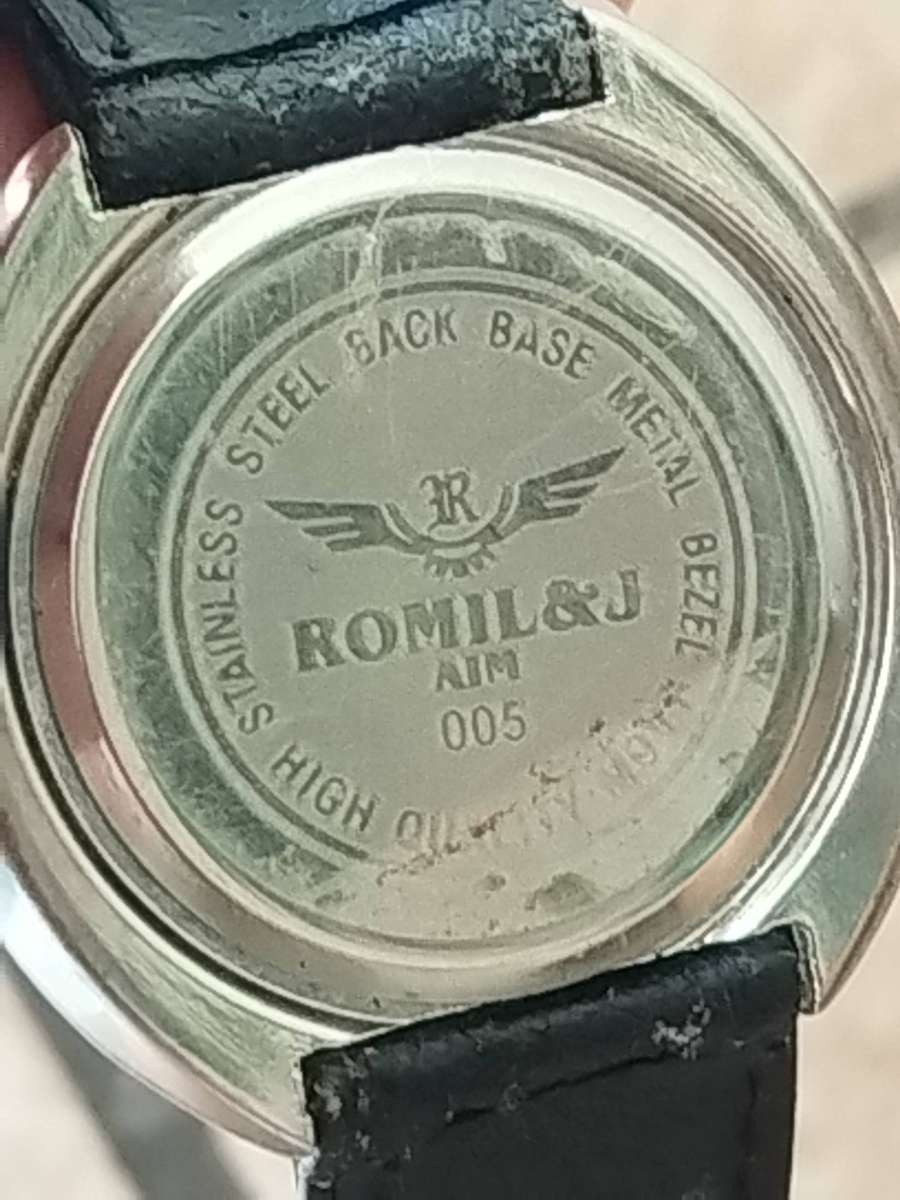 STAINLESS STEEL BACK BASE METAL BEZEL
R
ROMIL&J
AIM
005
HIGH